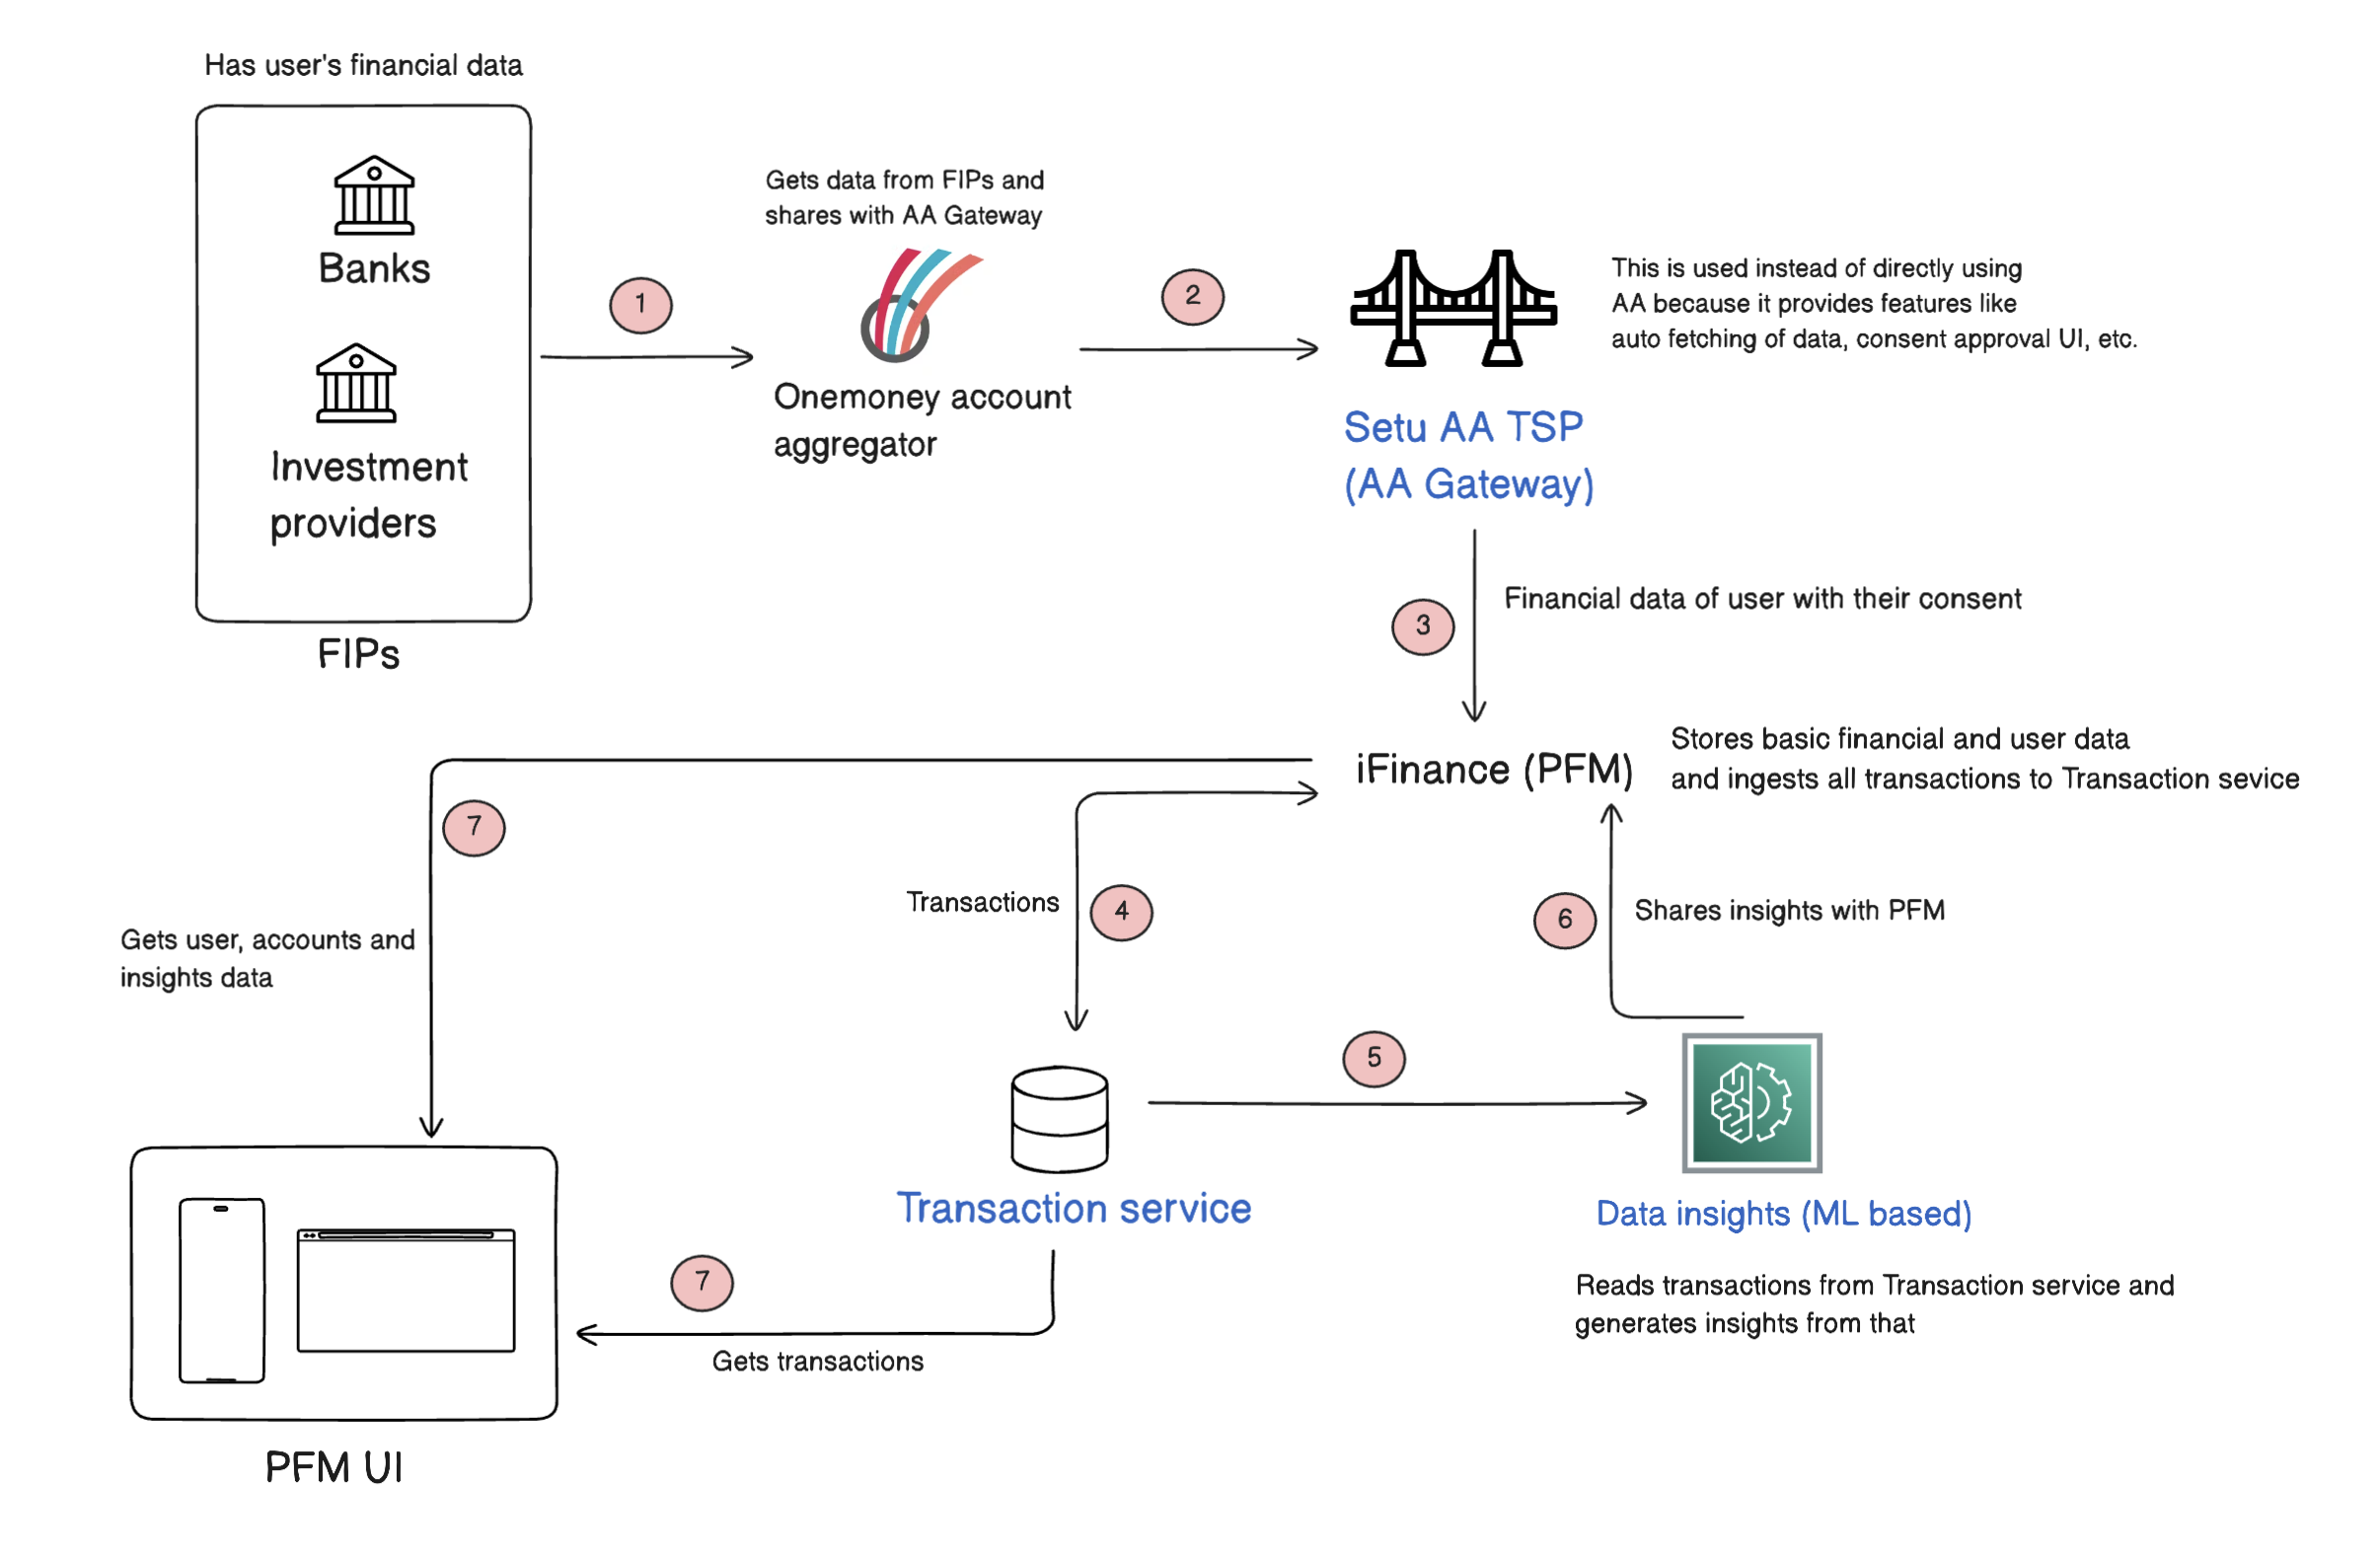 Has user's financial data
Banks
Investment
providers
FIPs
1
Gets data from FIPs and
shares with AA Gateway
Onemoney account
aggregator
2
This is used instead of directly using
AA because it provides features like
auto fetching of data, consent approval UI, etc.
Setu AA TSP
(AA Gateway)
3
Financial data of user with their consent
iFinance (PFM)
Stores basic financial and user data
and ingests all transactions to Transaction sevice
7
Gets user, accounts and
insights data
Transactions
4
6
Shares insights with PFM
5
Transaction service
Data insights (ML based)
Reads transactions from Transaction service and
generates insights from that
7
Gets transactions
PFM UI